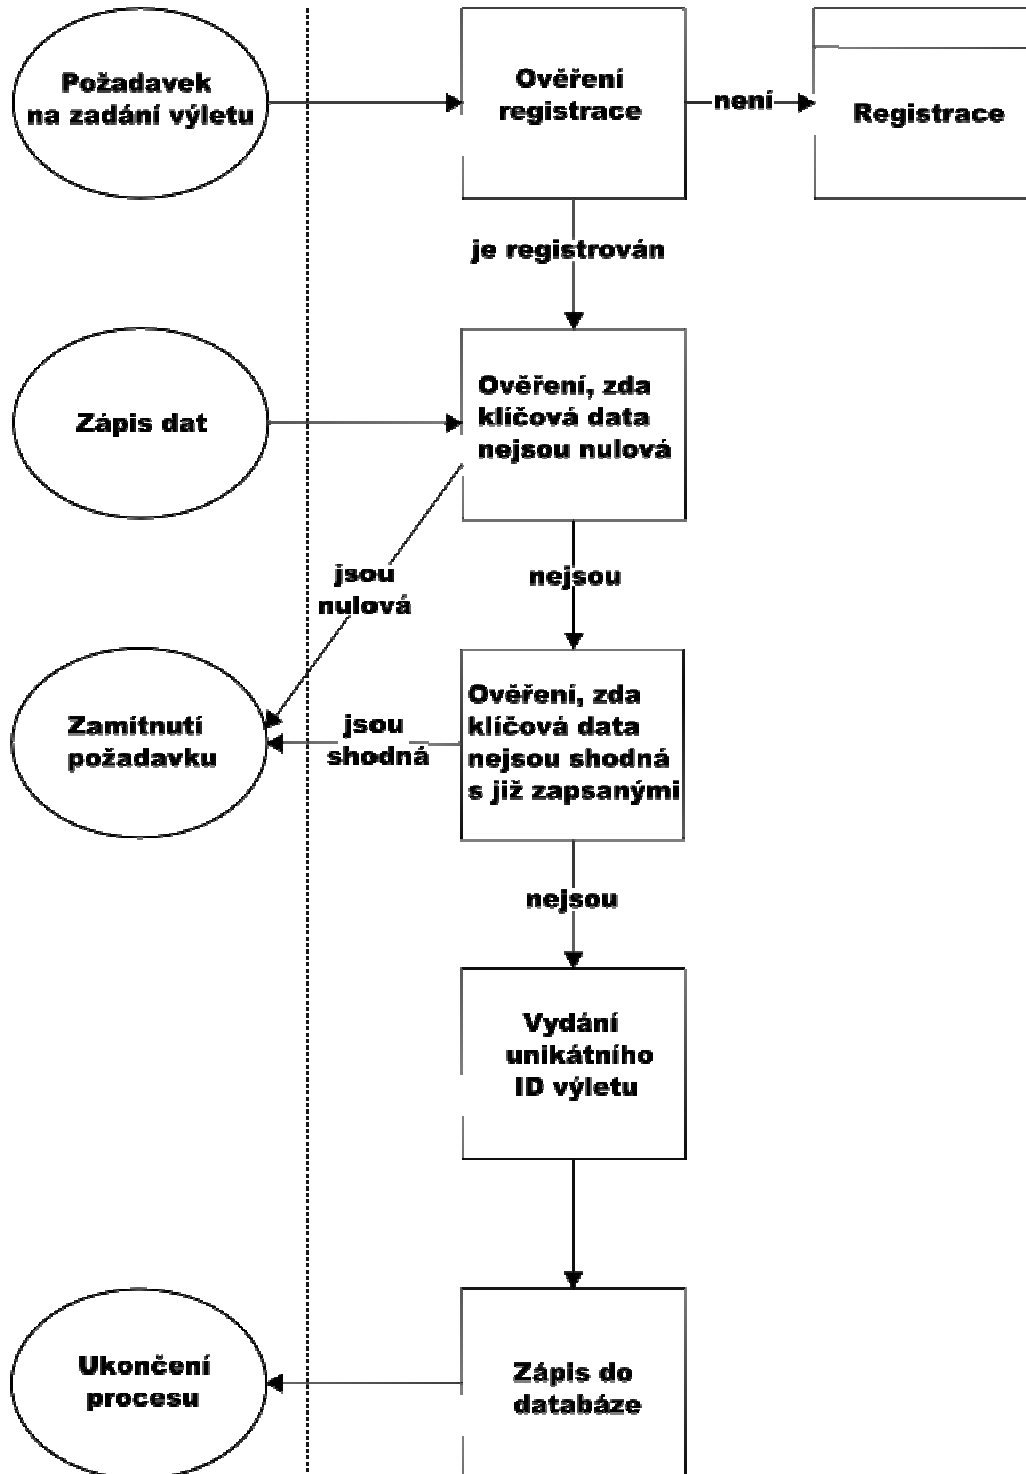 Požadavek
na zadání výletu
Ověření
registrace
není
Registrace
je registrován
Zápis dat
Ověření, zda
klíčová data
nejsou nulová
jsou
nulová
nejsou
Zamítnutí
požadavku
jsou
shodná
Ověření, zda
klíčová data
nejsou shodná
s již zapsanými
nejsou
Vydání
unikátního
ID výletu
Ukončení
procesu
Zápis do
databáze